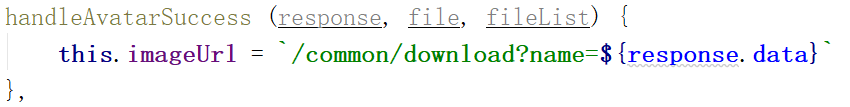 handleAvatarSuccess (response, file, fileList) {
    this.imageUrl = `/common/download?name=${response.data}`
},